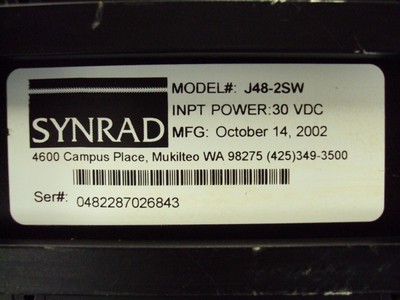 MODEL#: J48-2SW
INPT POWER:30 VDC
SYNRAD
MFG: October 14, 2002
4600 Campus Place, Mukilteo WA 98275 (425)349-3500
Ser#: 0482287026843